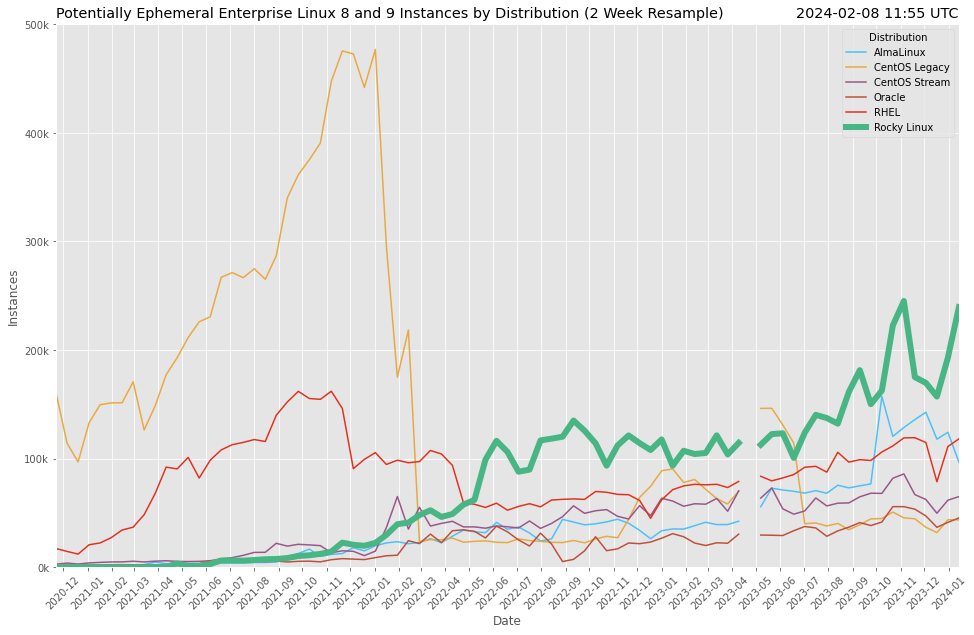 Potentially Ephemeral Enterprise Linux 8 and 9 Instances by Distribution (2 Week Resample)
2024-02-08 11:55 UTC
Distribution
AlmaLinux
CentOS Legacy
CentOS Stream
Oracle
RHEL
Rocky Linux
Instances
500k
400k
300k
200k
100k
0k
2020-12
2021-01
2021-02
2021-03
2021-04
2021-05
2021-06
2021-07
2021-08
2021-09
2021-10
2021-11
2021-12
2022-01
2022-02
2022-03
2022-04
2022-05
2022-06
2022-07
2022-08
2022-09
2022-10
2022-11
2022-12
2023-01
2023-02
2023-03
2023-04
2023-05
2023-06
2023-07
2023-08
2023-09
2023-10
2023-11
2023-12
2024-01
Date